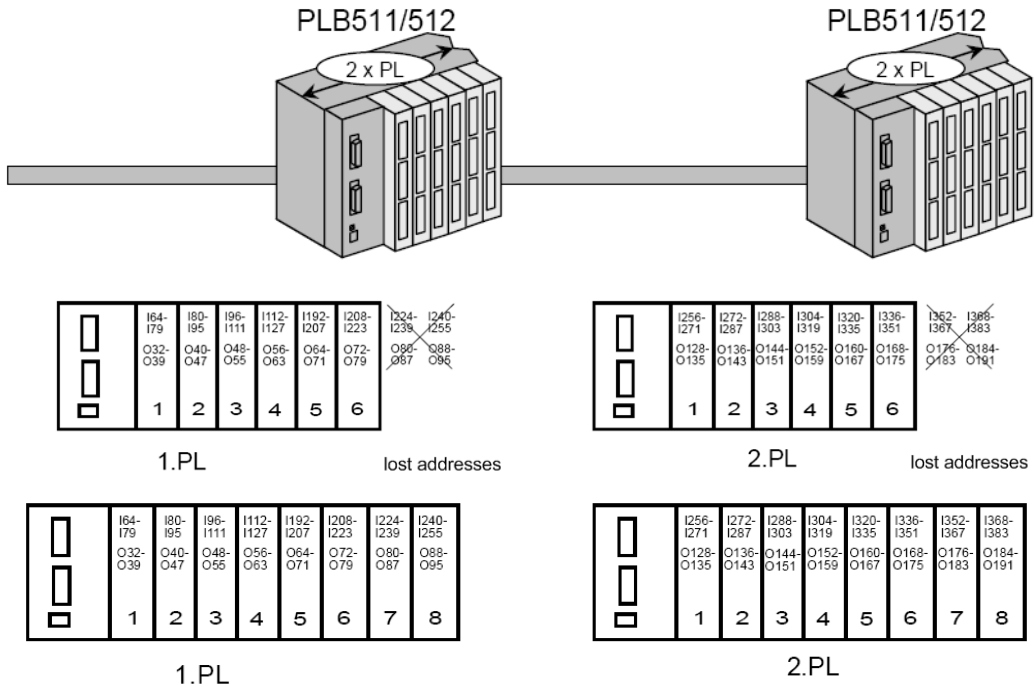 PLB511/512 PLB511/512
2 x PL 2 x PL
I64- I80- I96- I112- I192- I208- I224- I240-
I79 I95 I111 I127 I207 I223 I239 I255
O32- O40- O48- O56- O64- O72- O80- O88-
O39 O47 O55 O63 O71 O79 O87 O95
1 2 3 4 5 6
1.PL lost addresses
I256- I272- I288- I304- I320- I336- I352- I368-
I271 I287 I303 I319 I335 I351 I367 I383
O128- O136- O144- O152- O160- O168- O176- O184-
O135 O143 O151 O159 O167 O175 O183 O191
1 2 3 4 5 6
2.PL lost addresses
I64- I80- I96- I112- I192- I208- I224- I240-
I79 I95 I111 I127 I207 I223 I239 I255
O32- O40- O48- O56- O64- O72- O80- O88-
O39 O47 O55 O63 O71 O79 O87 O95
1 2 3 4 5 6 7 8
1.PL
I256- I272- I288- I304- I320- I336- I352- I368-
I271 I287 I303 I319 I335 I351 I367 I383
O128- O136- O144- O152- O160- O168- O176- O184-
O135 O143 O151 O159 O167 O175 O183 O191
1 2 3 4 5 6 7 8
2.PL